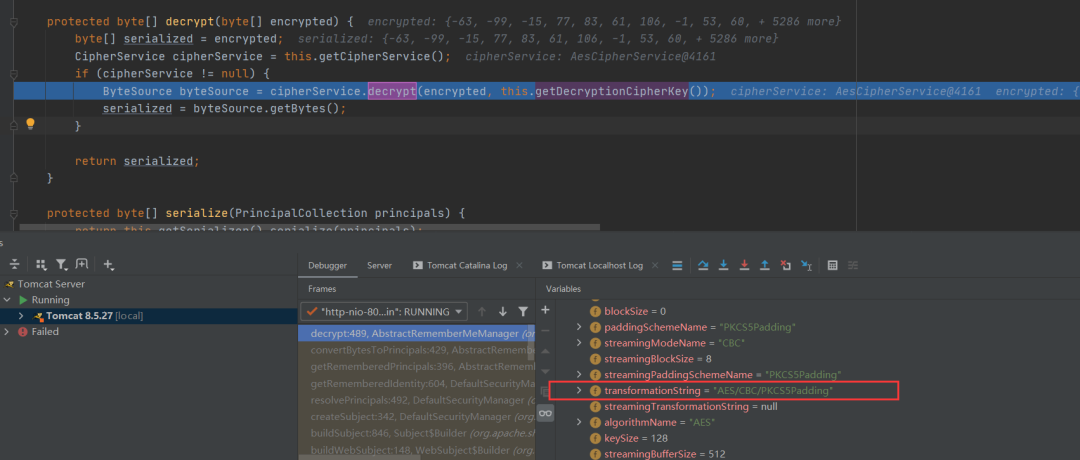 protected byte[] decrypt(byte[] encrypted) {  encrypted: {-63, -99, -15, 77, 83, 61, 106, -1, 53, 60, + 5286 more}
byte[] serialized = encrypted;  serialized: {-63, -99, -15, 77, 83, 61, 106, -1, 53, 60, + 5286 more}
CipherService cipherService = this.getCipherService();  cipherService: AesCipherService@4161
if (cipherService != null) {
ByteSource byteSource = cipherService.decrypt(encrypted, this.getDecryptionCipherKey());  cipherService: AesCipherService@4161  encrypted: {
serialized = byteSource.getBytes();
}
return serialized;
}
protected byte[] serialize(PrincipalCollection principals) {
return this.getSerializer().serialize(principals);
s
Debugger Server Tomcat Catalina Log × Tomcat Localhost Log ×
Tomcat Server
Running
Tomcat 8.5.27 [local]
Failed
Frames
"http-nio-80...in": RUNNING
decrypt:489, AbstractRememberMeManager (or
convertBytesToPrincipals:429, AbstractRememb
getRememberedPrincipals:396, AbstractRemem
getRememberedIdentity:604, DefaultSecurityMa
resolvePrincipals:492, DefaultSecurityManager
createSubject:342, DefaultSecurityManager (org
buildSubject:846, Subject$Builder (org.apache.sh
buildWebSubject:148, WebSubject$Builder (org
Variables
blockSize = 0
paddingSchemeName = "PKCS5Padding"
streamingModeName = "CBC"
streamingBlockSize = 8
streamingPaddingSchemeName = "PKCS5Padding"
transformationString = "AES/CBC/PKCS5Padding"
streamingTransformationString = null
algorithmName = "AES"
keySize = 128
streamingBufferSize = 512